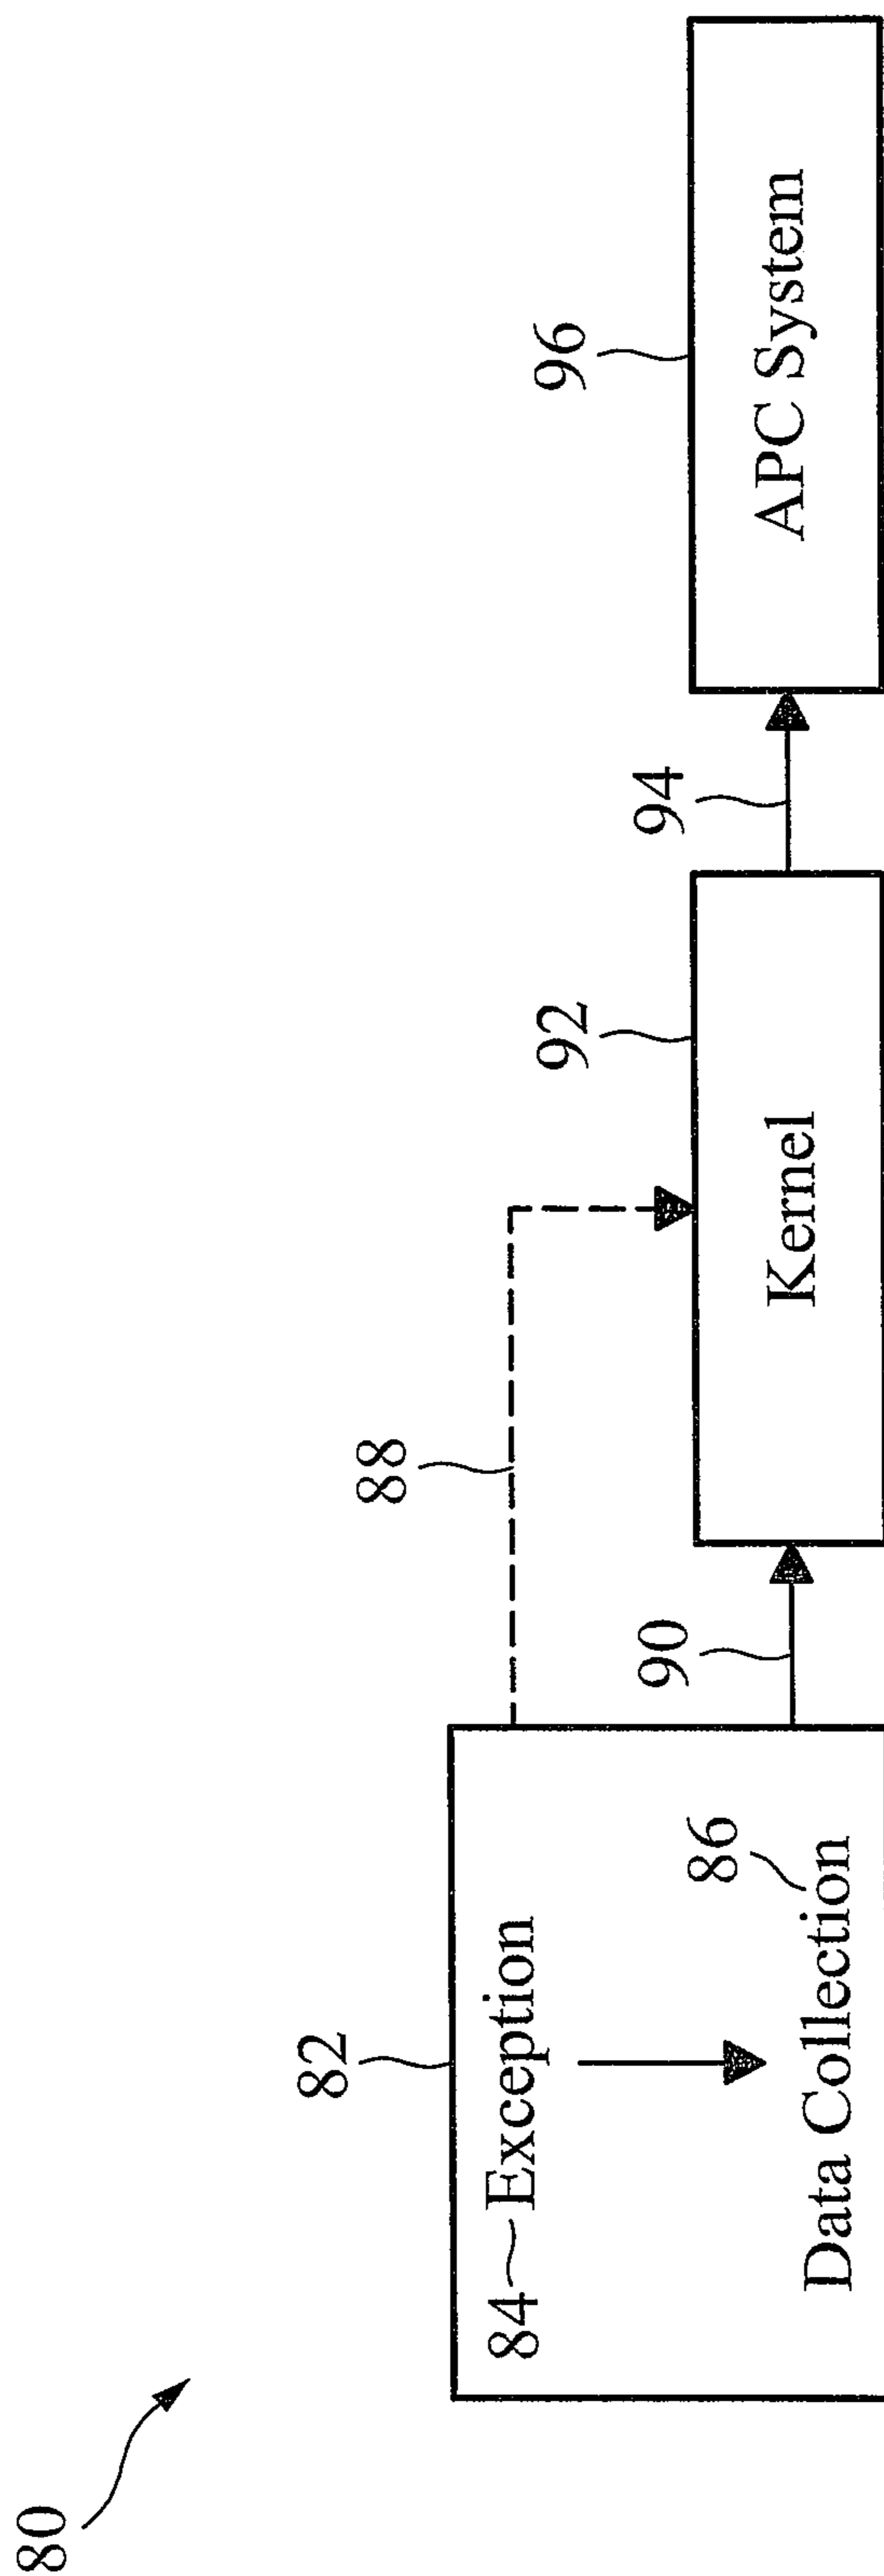 80
82
84
Exception
86
Data Collection
88
90
92
Kernel
94
96
APC System